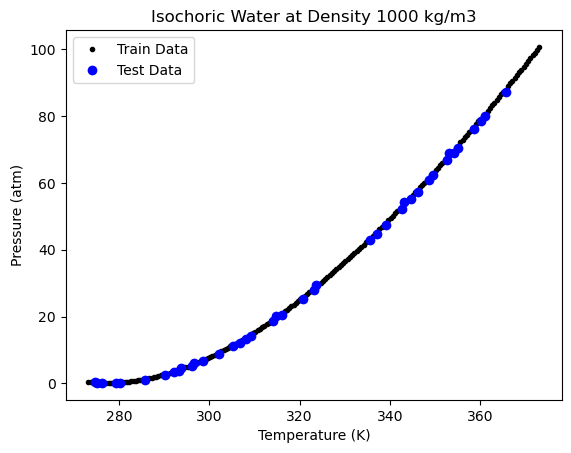 Isochoric Water at Density 1000 kg/m3
Train Data
Test Data
100
80
60
40
20
0
Pressure (atm)
280 300 320 340 360
Temperature (K)